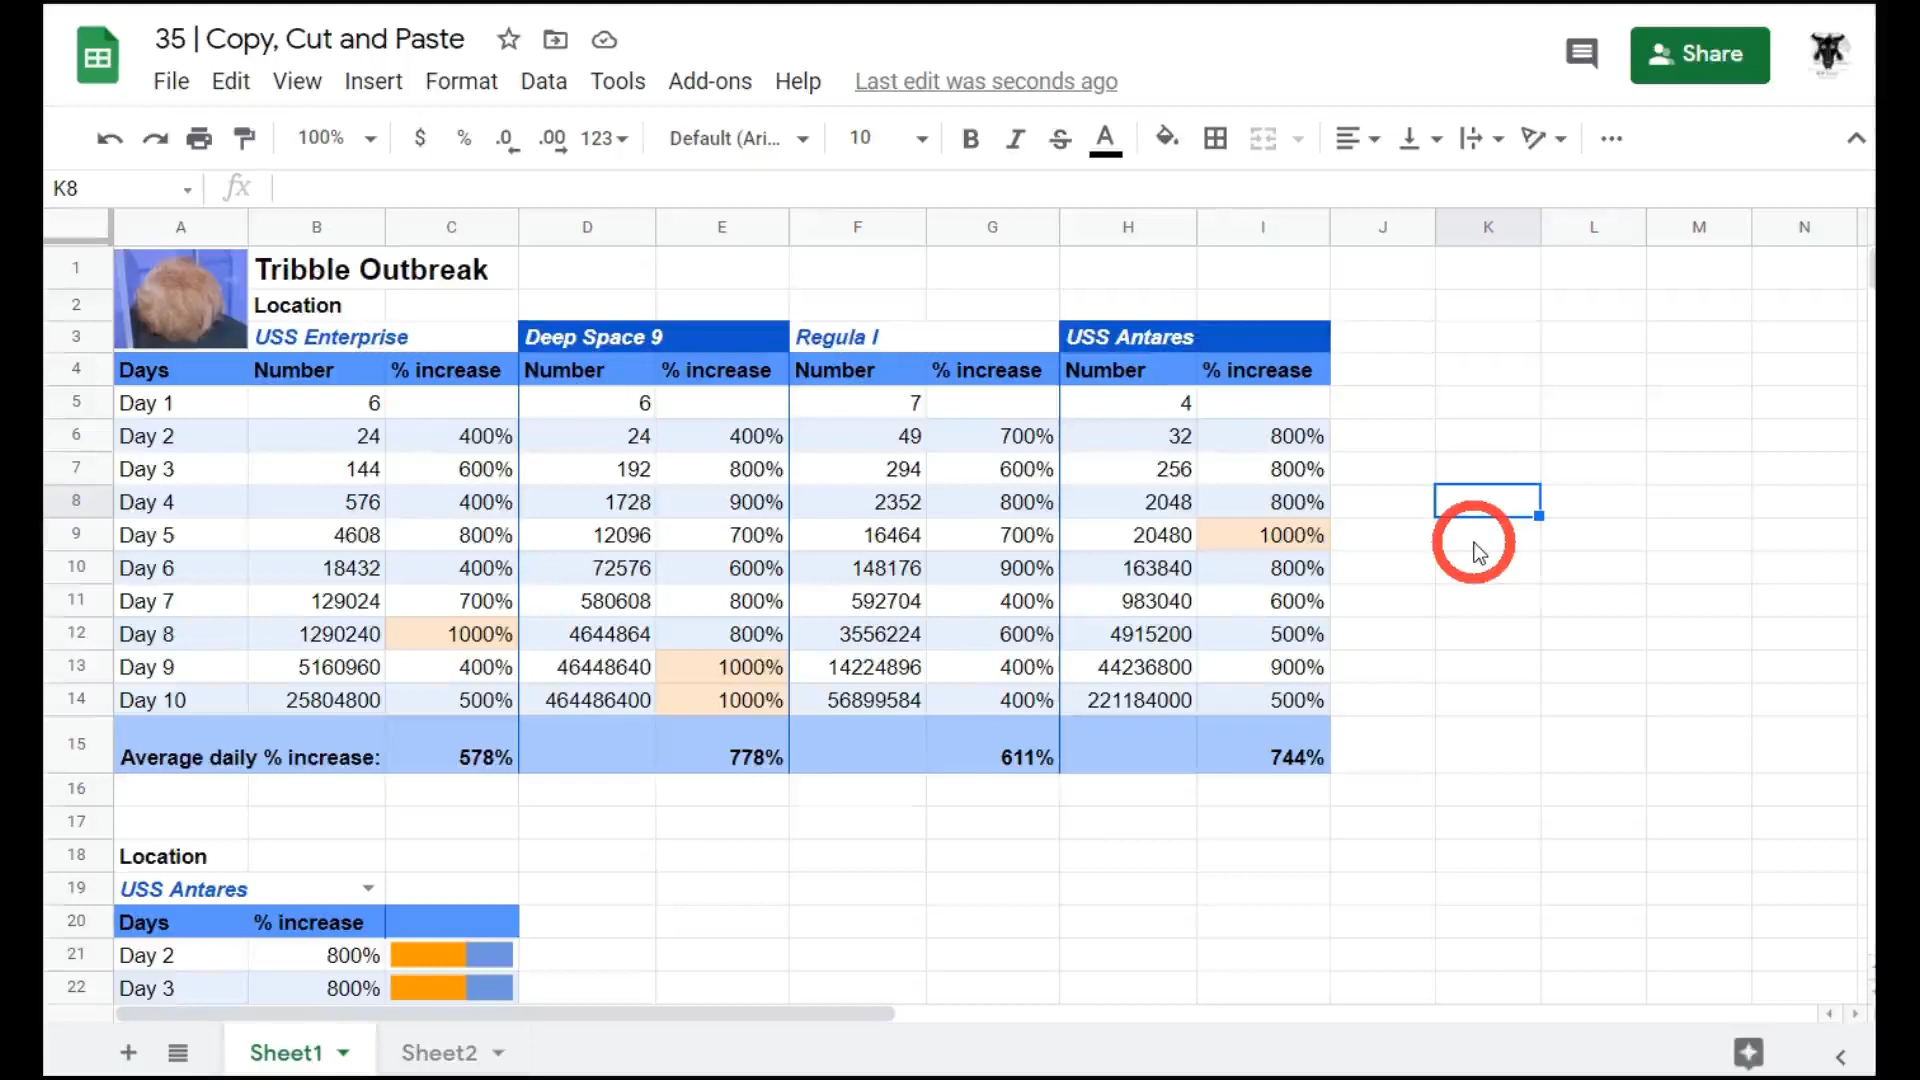 35 | Copy, Cut and Paste
Share
File Edit View Insert Format Data Tools Add-ons Help Last edit was seconds ago
100% $ % .0 .00 123 Default (Ari... 10 B I S A
K8 fx
A B C D E F G H I J K L M N
1 Tribble Outbreak
2 Location
3 USS Enterprise Deep Space 9 Regula I USS Antares
4 Days Number % increase Number % increase Number % increase Number % increase
5 Day 1 6 6 7 4
6 Day 2 24 400% 24 400% 49 700% 32 800%
7 Day 3 144 600% 192 800% 294 600% 256 800%
8 Day 4 576 400% 1728 900% 2352 800% 2048 800%
9 Day 5 4608 800% 12096 700% 16464 700% 20480 1000%
10 Day 6 18432 400% 72576 600% 148176 900% 163840 800%
11 Day 7 129024 700% 580608 800% 592704 400% 983040 600%
12 Day 8 1290240 1000% 4644864 800% 3556224 600% 4915200 500%
13 Day 9 5160960 400% 46448640 1000% 14224896 400% 44236800 900%
14 Day 10 25804800 500% 464486400 1000% 56899584 400% 221184000 500%
15 Average daily % increase: 578% 778% 611% 744%
16
17
18 Location
19 USS Antares
20 Days % increase
21 Day 2 800%
22 Day 3 800%
Sheet1 Sheet2